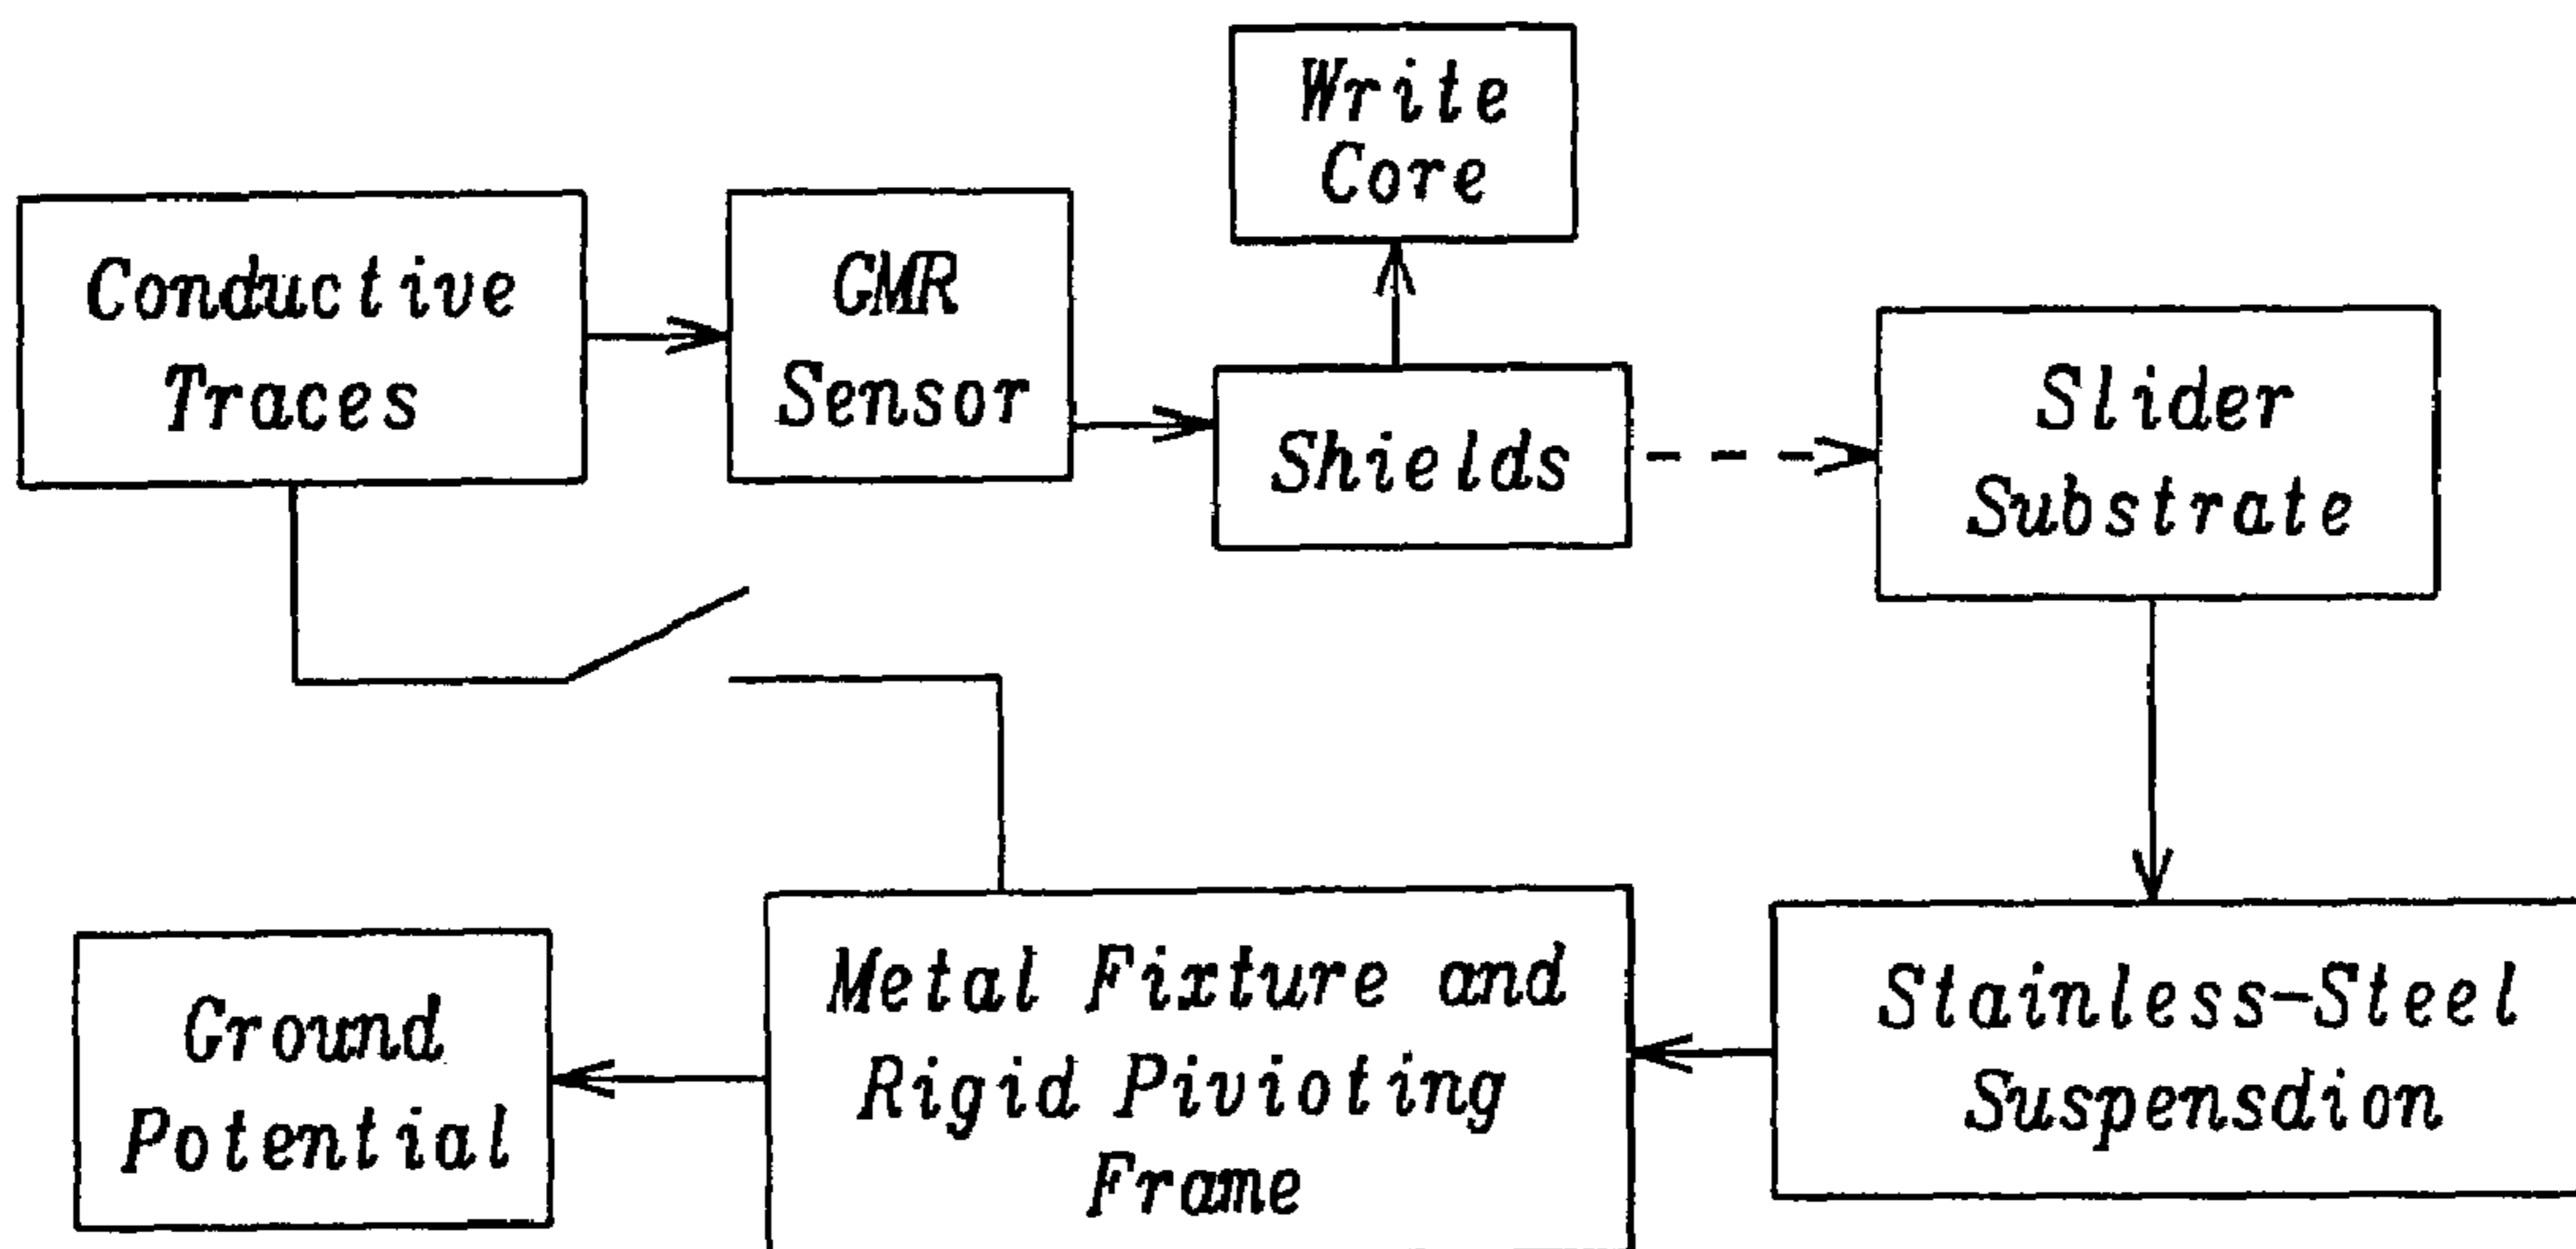 Write
Core
Conductive
Traces
GMR
Sensor
Shields
Slider
Substrate
Ground
Potential
Metal Fixture and
Rigid Pivioting
Frame
Stainless-Steel
Suspensdion